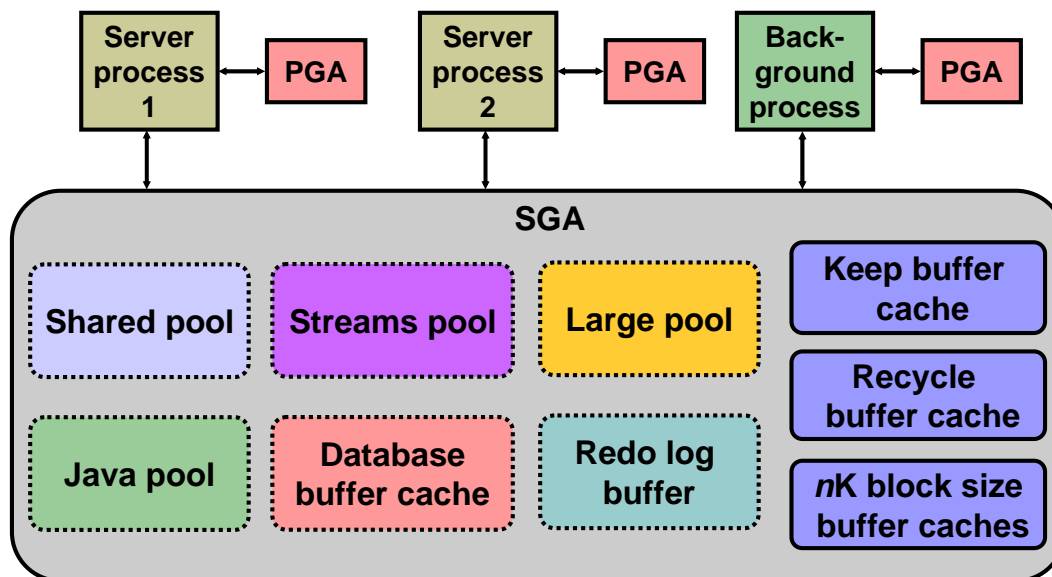 Server
process
1
PGA
Server
process
2
PGA
Back-
ground
process
PGA
SGA
Shared pool
Streams pool
Large pool
Keep buffer
cache
Java pool
Database
buffer cache
Redo log
buffer
Recycle
buffer cache
nK block size
buffer caches